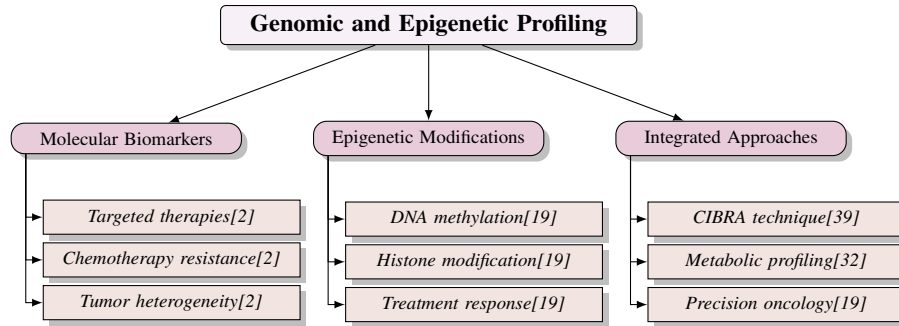 Genomic and Epigenetic Profiling
Molecular Biomarkers
Targeted therapies[2]
Chemotherapy resistance[2]
Tumor heterogeneity[2]
Epigenetic Modifications
DNA methylation[19]
Histone modification[19]
Treatment response[19]
Integrated Approaches
CIBRA technique[39]
Metabolic profiling[32]
Precision oncology[19]